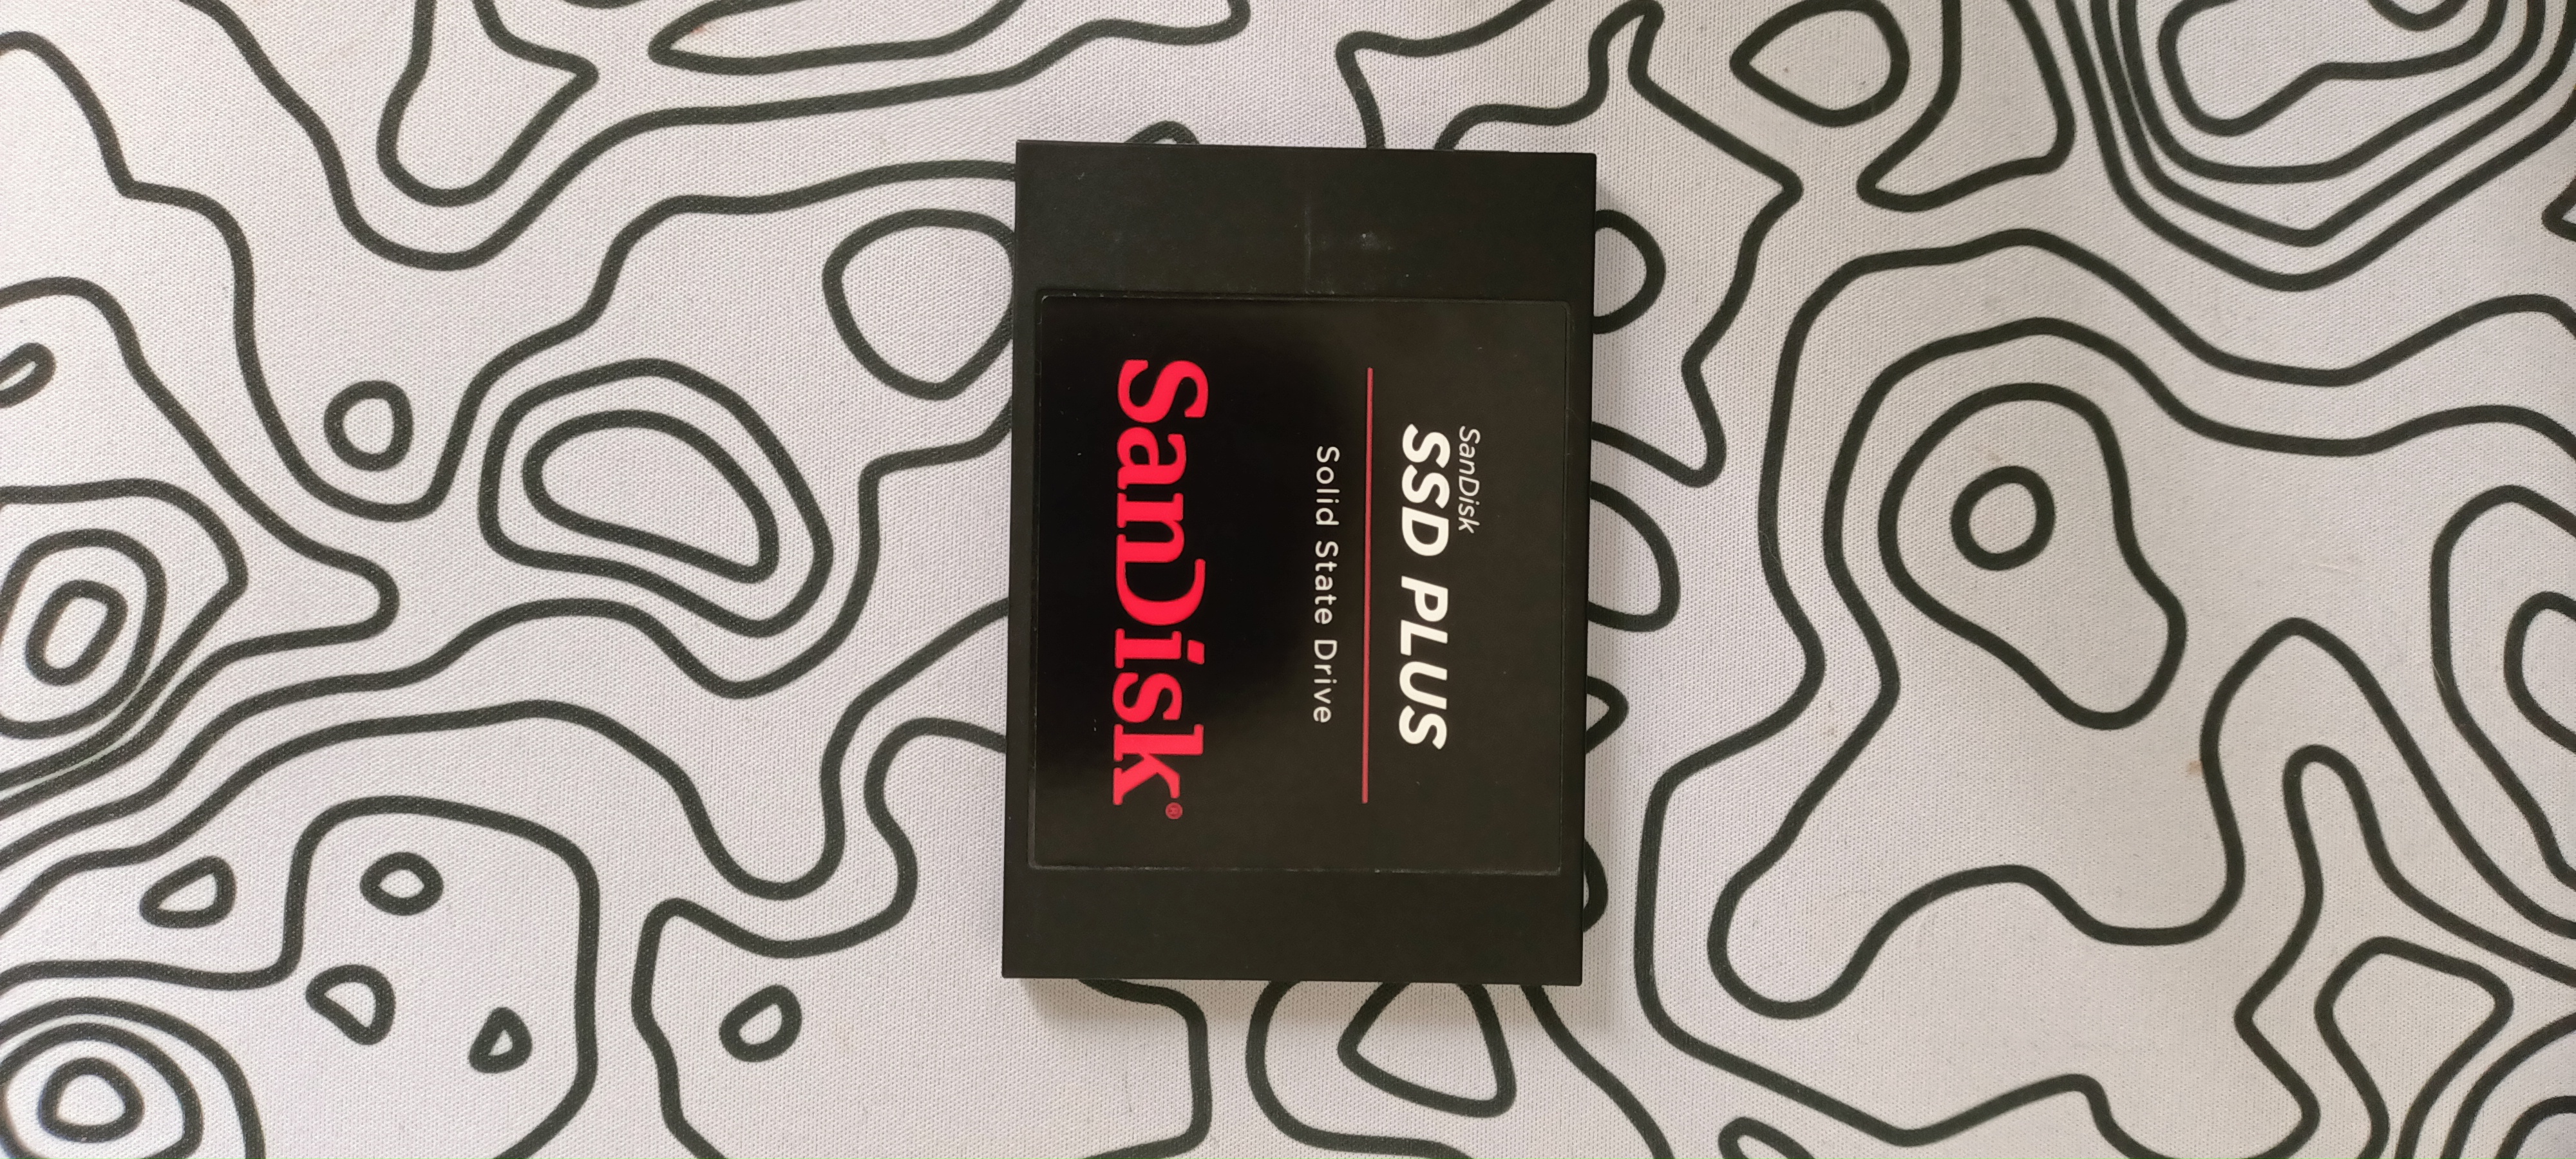 SanDisk
SSD PLUS
Solid State Drive
SanDisk®